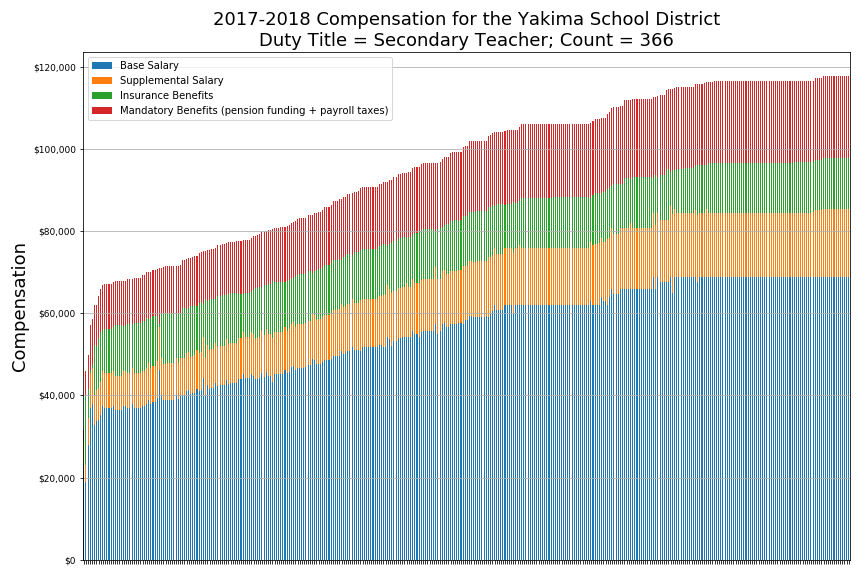 2017-2018 Compensation for the Yakima School District
Duty Title = Secondary Teacher; Count = 366
Base Salary
Supplemental Salary
Insurance Benefits
Mandatory Benefits (pension funding + payroll taxes)
Compensation
$120,000
$100,000
$80,000
$60,000
$40,000
$20,000
$0